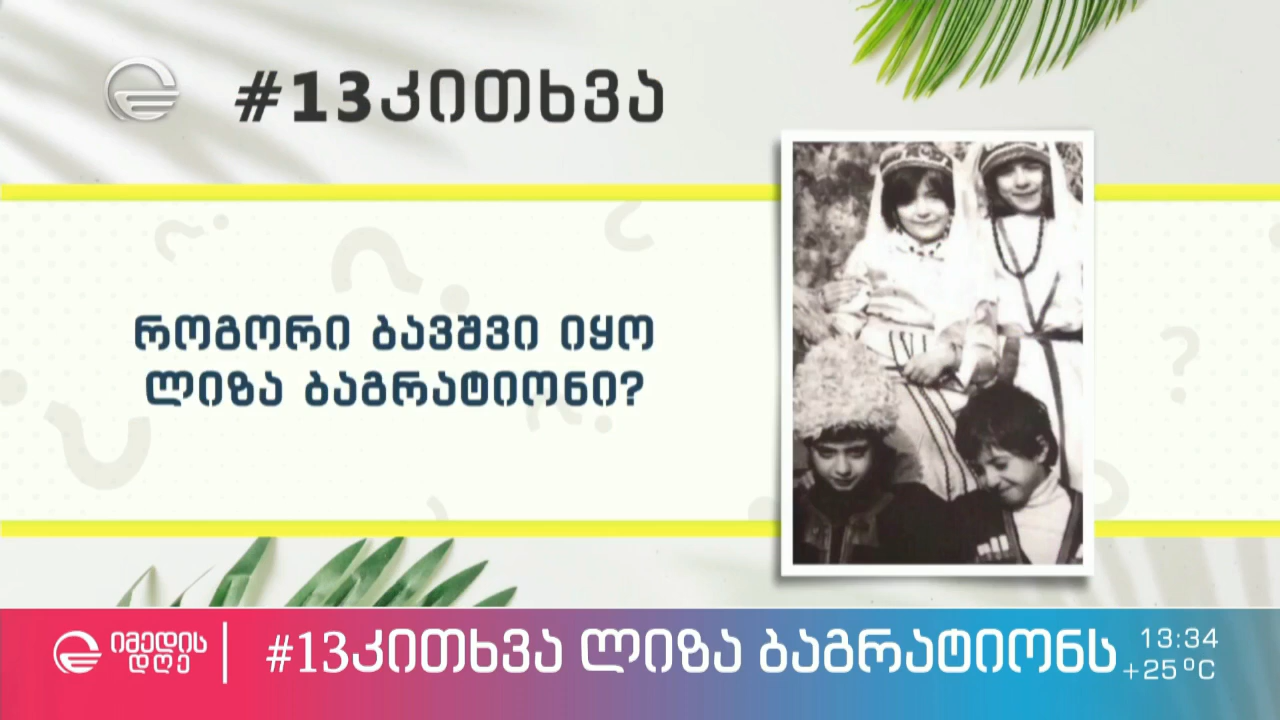 #13კითხვა
როგორი ბავშვი იყო
ლიზა ბაგრატიონი?
იმედის
დღე
#13კითხვა ლიზა ბაგრატიონს
13:34
+25°C